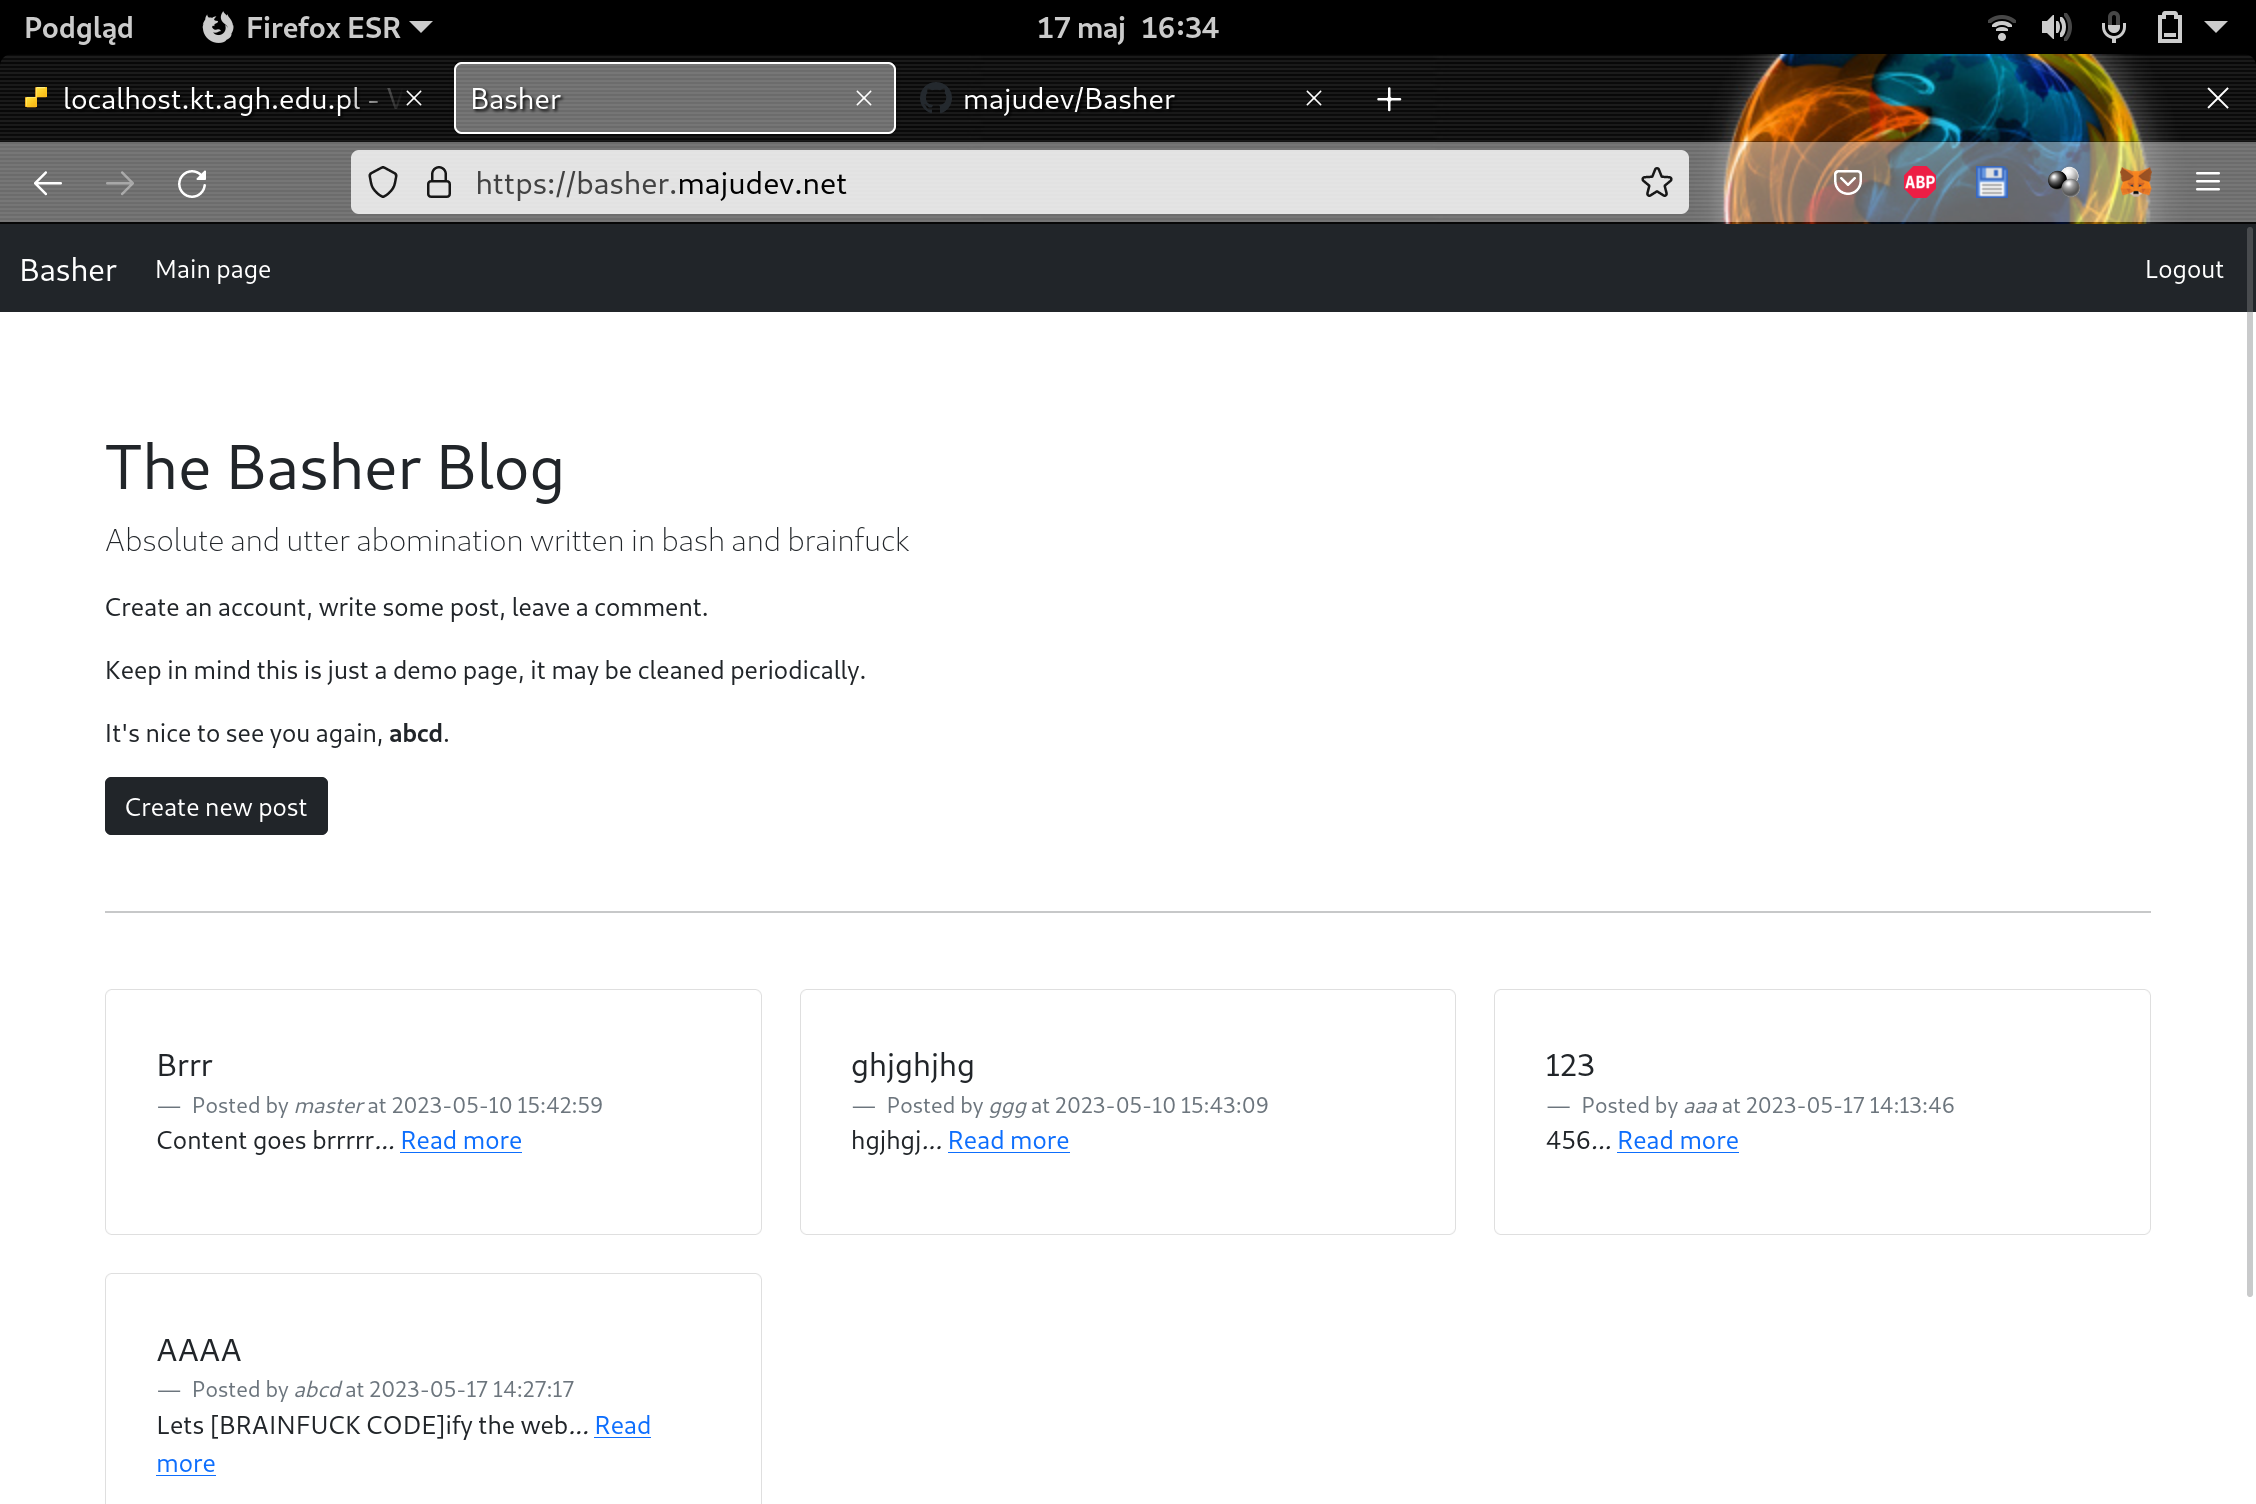 Podgląd Firefox ESR 17 maj 16:34
localhost.kt.agh.edu.pl - Basher majudev/Basher
https://basher.majudev.net ABP
Basher Main page Logout
The Basher Blog
Absolute and utter abomination written in bash and brainfuck
Create an account, write some post, leave a comment.
Keep in mind this is just a demo page, it may be cleaned periodically.
It's nice to see you again, abcd.
Create new post
Brrr
— Posted by master at 2023-05-10 15:42:59
Content goes brrrrr... Read more
ghjghjhg
— Posted by ggg at 2023-05-10 15:43:09
hgjhgj... Read more
123
— Posted by aaa at 2023-05-17 14:13:46
456... Read more
AAAA
— Posted by abcd at 2023-05-17 14:27:17
Lets [BRAINFUCK CODE]ify the web... Read
more